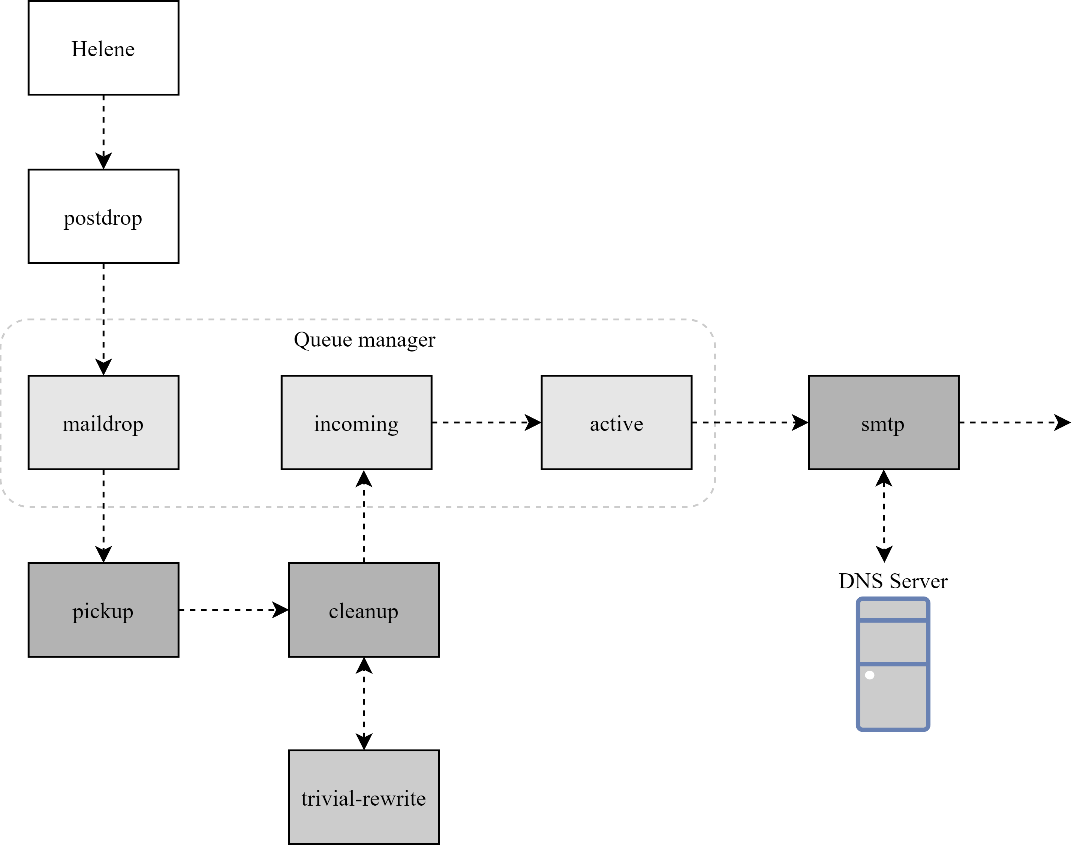 Helene
postdrop
Queue manager
maildrop
incoming
active
smtp
pickup
cleanup
DNS Server
trivial-rewrite